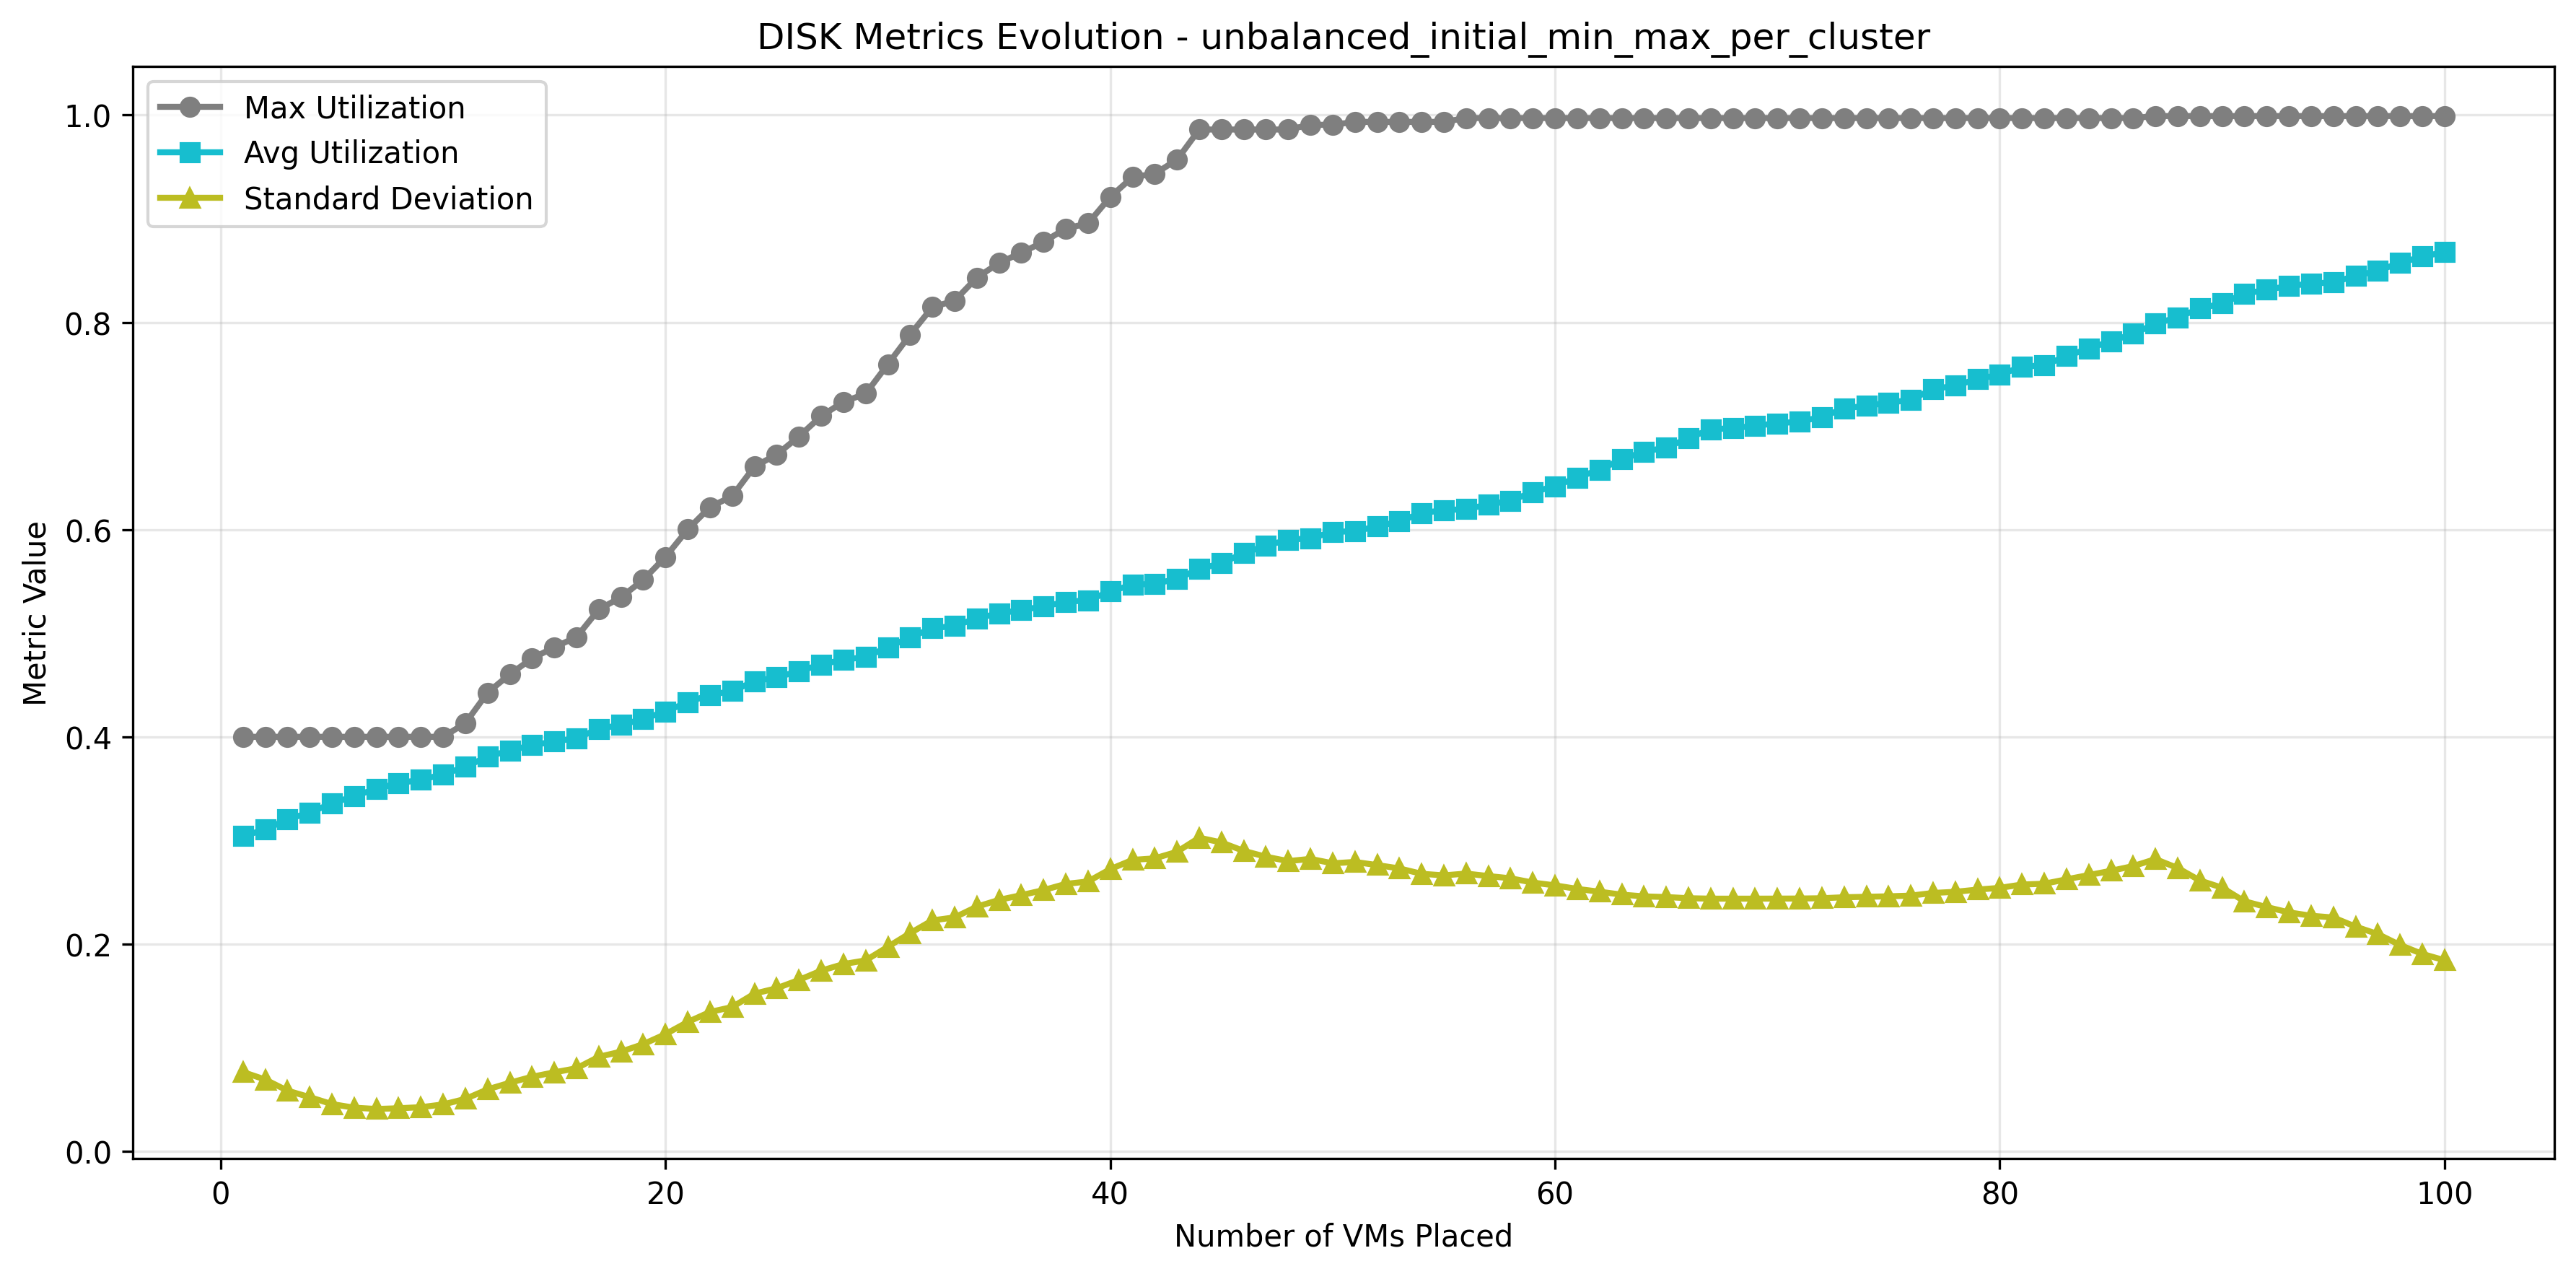 DISK Metrics Evolution - unbalanced_initial_min_max_per_cluster
Max Utilization
Avg Utilization
Standard Deviation
Metric Value
1.0
0.8
0.6
0.4
0.2
0.0
0 20 40 60 80 100
Number of VMs Placed